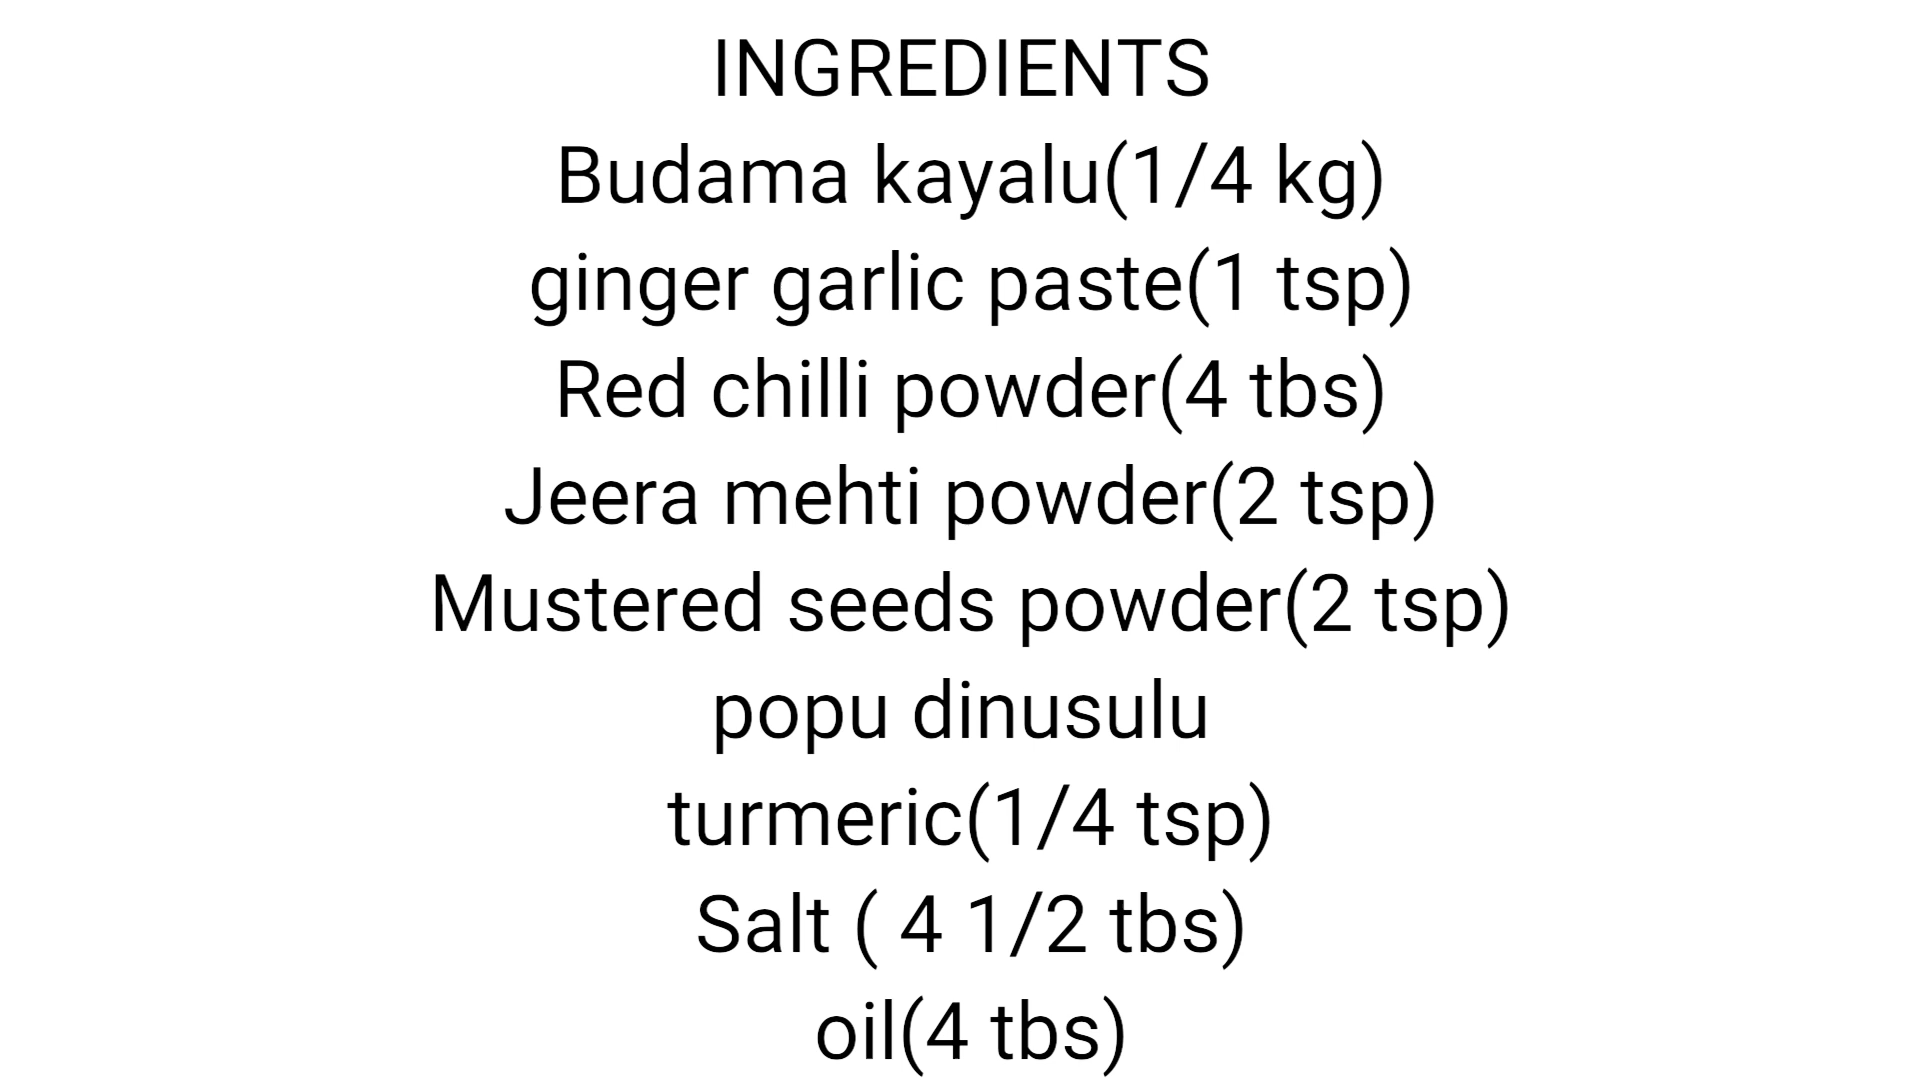 INGREDIENTS
Budama kayalu(1/4 kg)
ginger garlic paste(1 tsp)
Red chilli powder(4 tbs)
Jeera mehti powder(2 tsp)
Mustered seeds powder(2 tsp)
popu dinusulu
turmeric(1/4 tsp)
Salt ( 4 1/2 tbs)
oil(4 tbs)